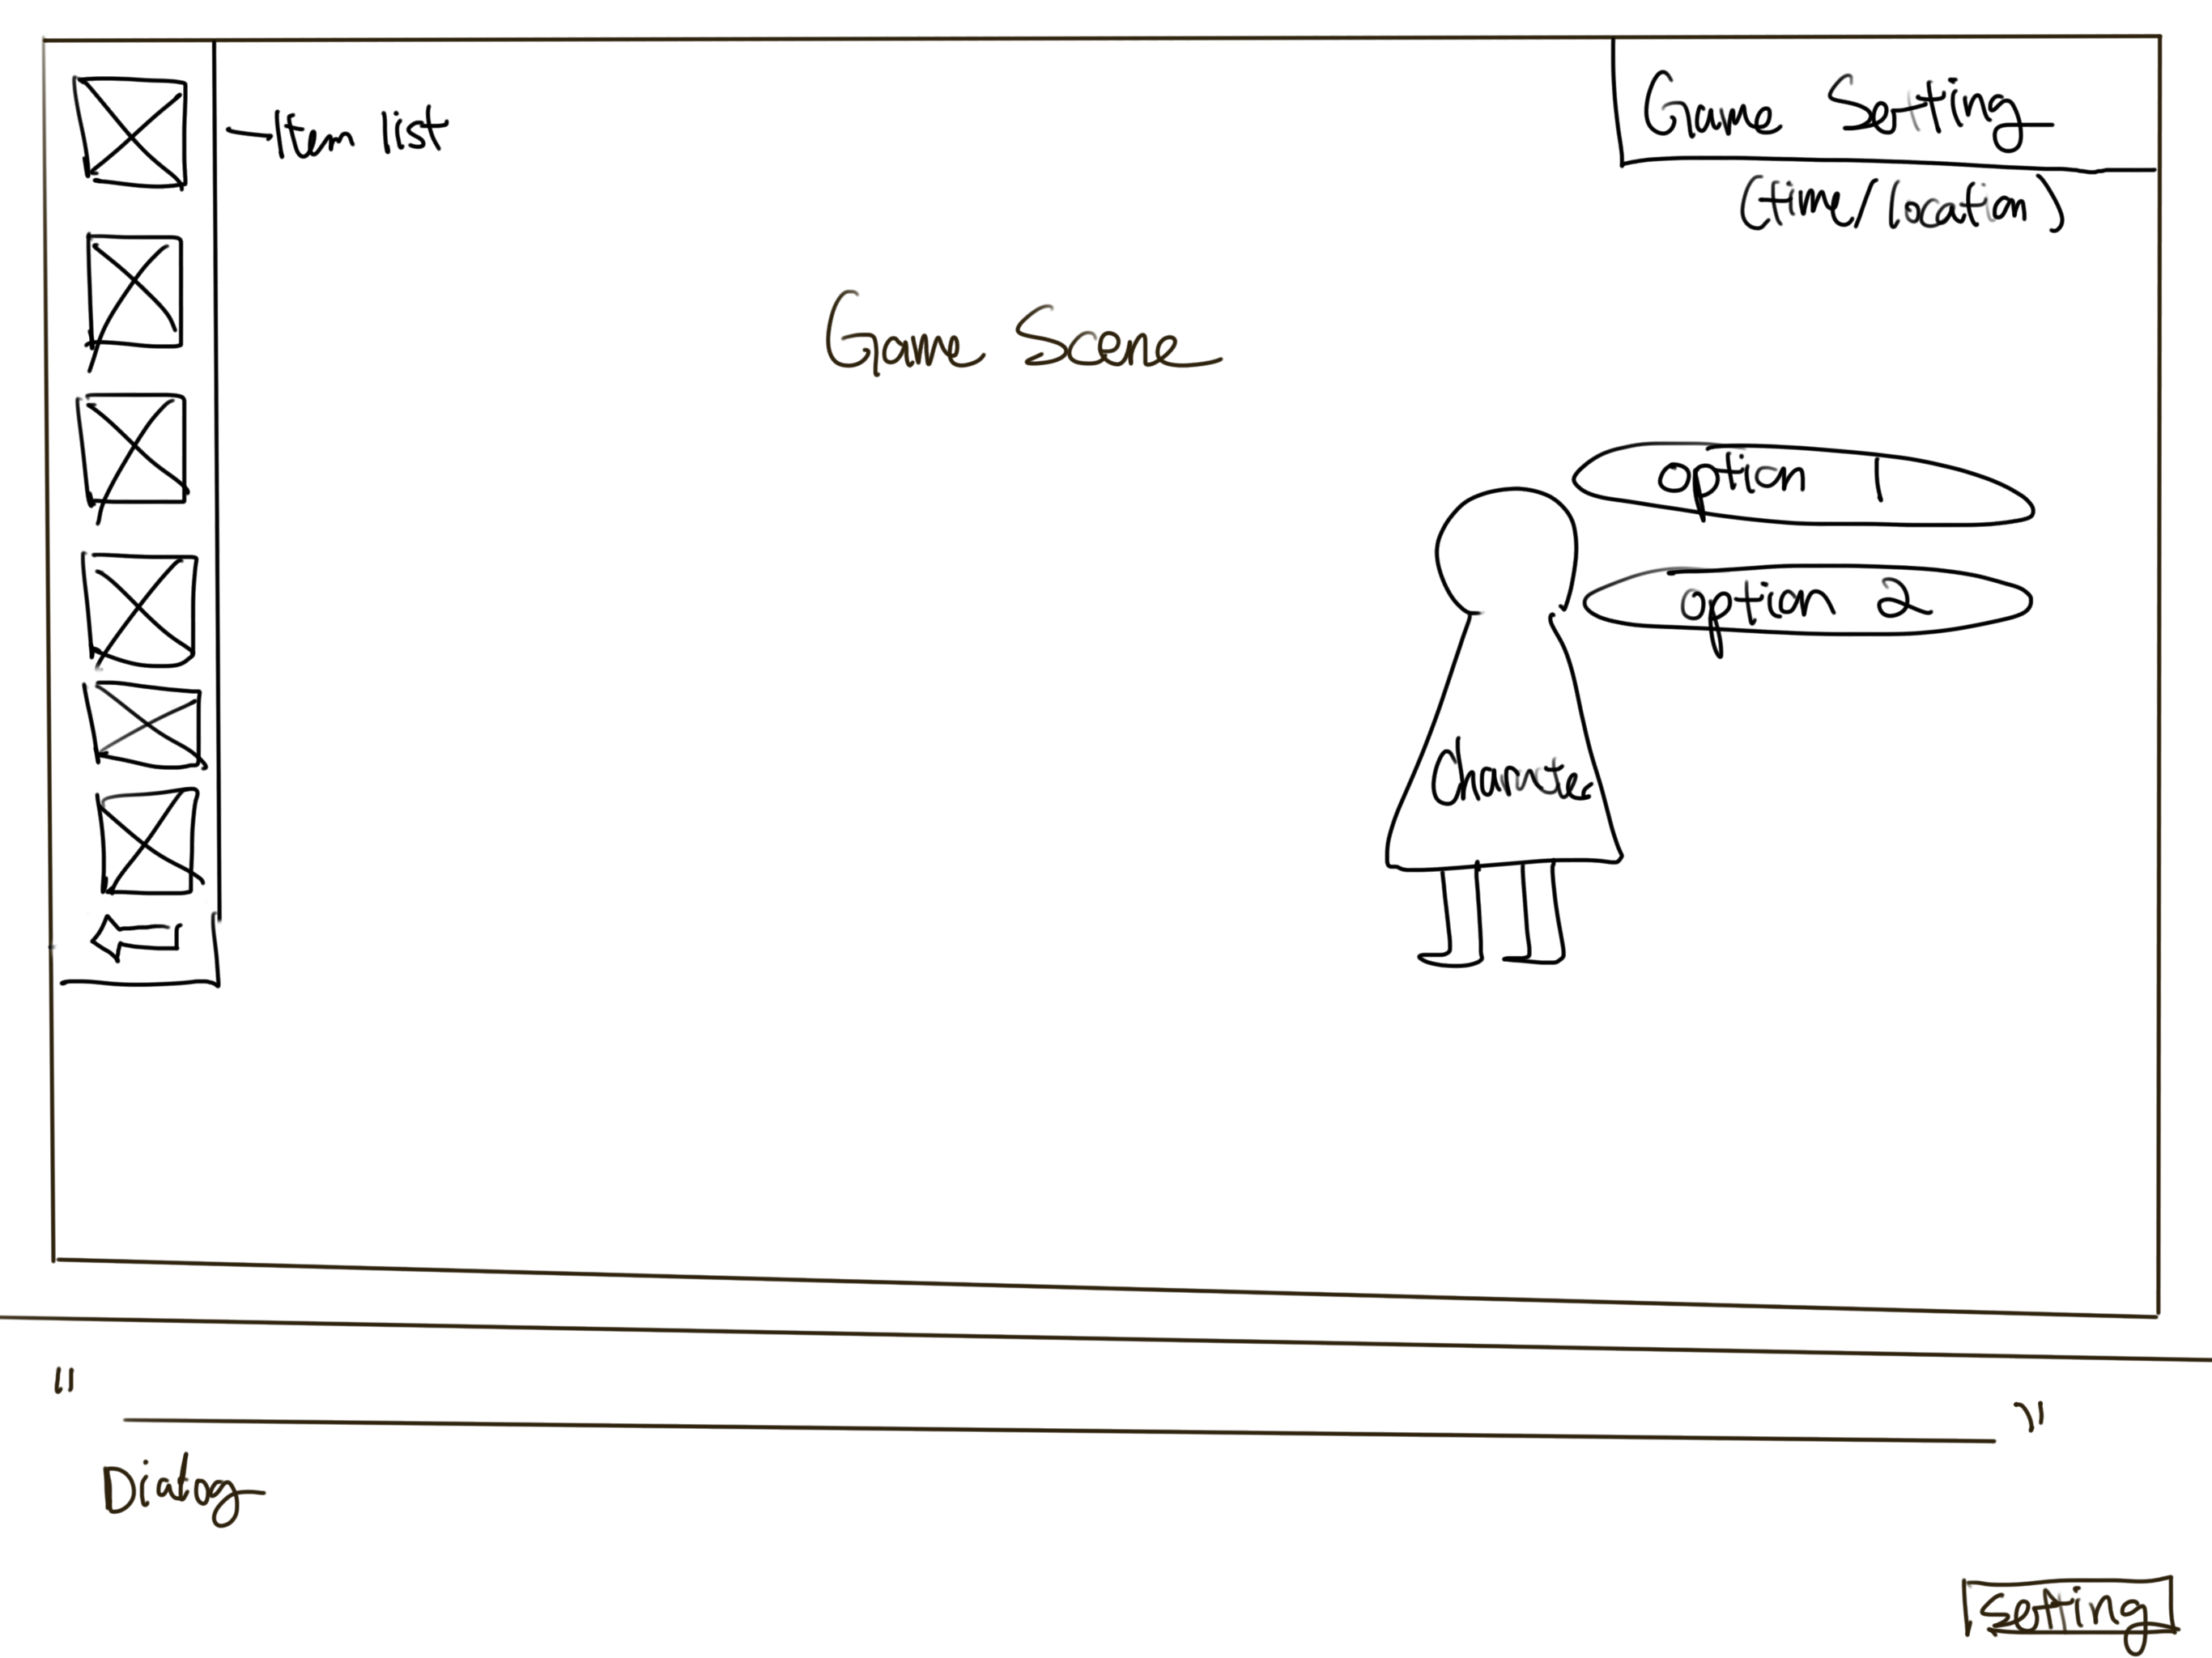 Item list
Game Setting
(time/location)
Game Scene
option 1
option 2
Character
" "
Dialog
setting